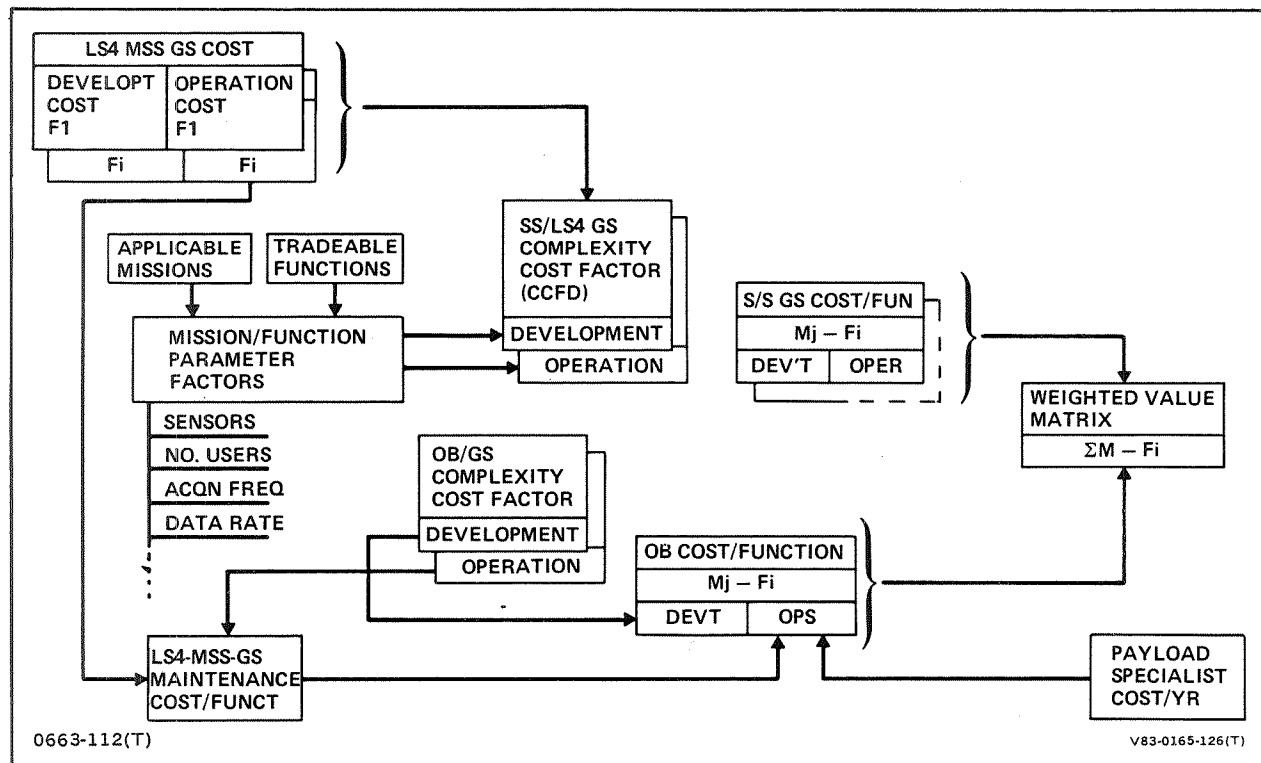 LS4 MSS GS COST
DEVELOPT
COST
F1
OPERATION
COST
F1
Fi
Fi
APPLICABLE
MISSIONS
TRADEABLE
FUNCTIONS
MISSION/FUNCTION
PARAMETER
FACTORS
SENSORS
NO. USERS
ACQN FREQ
DATA RATE
SS/LS4 GS
COMPLEXITY
COST FACTOR
(CCFD)
DEVELOPMENT
OPERATION
S/S GS COST/FUN
Mj – Fi
DEV'T
OPER
WEIGHTED VALUE
MATRIX
ΣM – Fi
OB/GS
COMPLEXITY
COST FACTOR
DEVELOPMENT
OPERATION
OB COST/FUNCTION
Mj – Fi
DEVT
OPS
LS4-MSS-GS
MAINTENANCE
COST/FUNCT
PAYLOAD
SPECIALIST
COST/YR
0663-112(T)
V83-0165-126(T)